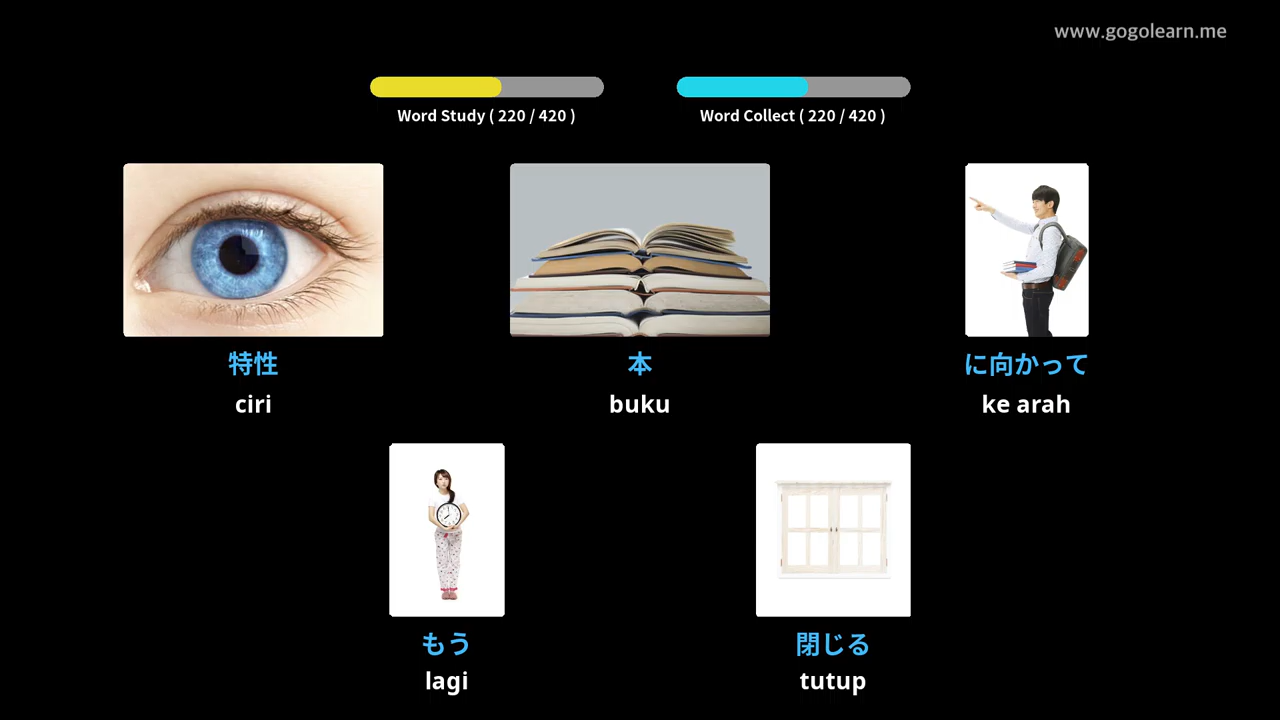 www.gogolearn.me
Word Study ( 220 / 420 )
Word Collect ( 220 / 420 )
特性
ciri
本
buku
に向かって
ke arah
もう
lagi
閉じる
tutup